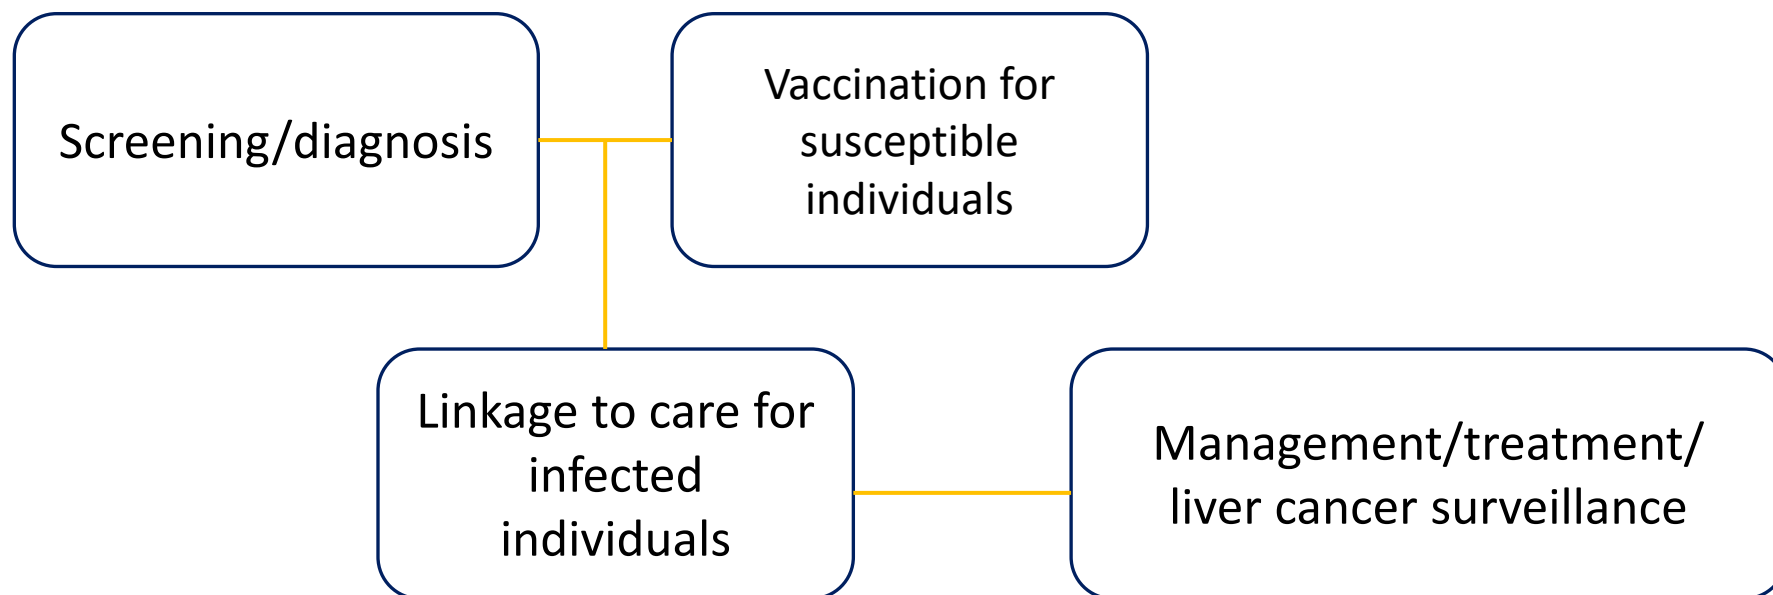 Screening/diagnosis
Vaccination for
susceptible
individuals
Linkage to care for
infected
individuals
Management/treatment/
liver cancer surveillance